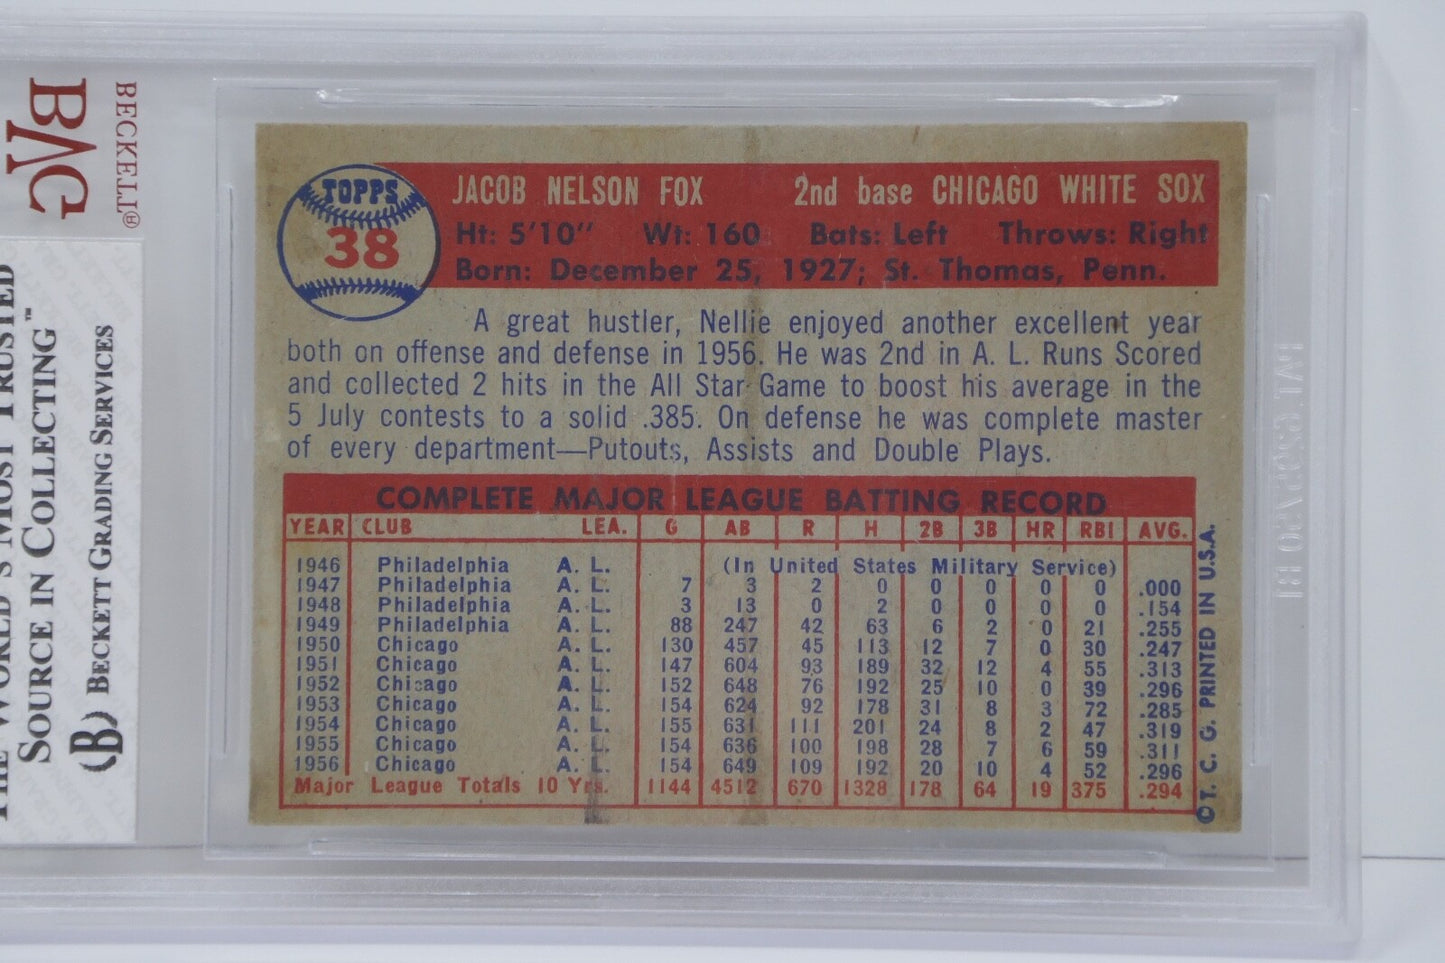 BVG
BECKETT®
THE WORLD'S MOST TRUSTED
SOURCE IN COLLECTING™
(B) BECKETT GRADING SERVICES
TOPPS
38
JACOB NELSON FOX 2nd base CHICAGO WHITE SOX
Ht: 5'10" Wt: 160 Bats: Left Throws: Right
Born: December 25, 1927; St. Thomas, Penn.
A great hustler, Nellie enjoyed another excellent year
both on offense and defense in 1956. He was 2nd in A. L. Runs Scored
and collected 2 hits in the All Star Game to boost his average in the
5 July contests to a solid .385. On defense he was complete master
of every department—Putouts, Assists and Double Plays.
COMPLETE MAJOR LEAGUE BATTING RECORD
YEAR CLUB LEA. G AB R H 2B 3B HR RBI AVG.
1946 Philadelphia A. L. (In United States Military Service)
1947 Philadelphia A. L. 7 3 2 0 0 0 0 0 .000
1948 Philadelphia A. L. 3 13 0 2 0 0 0 0 .154
1949 Philadelphia A. L. 88 247 42 63 6 2 0 21 .255
1950 Chicago A. L. 130 457 45 113 12 7 0 30 .247
1951 Chicago A. L. 147 604 93 189 32 12 4 55 .313
1952 Chicago A. L. 152 648 76 192 25 10 0 39 .296
1953 Chicago A. L. 154 624 92 178 31 8 3 72 .285
1954 Chicago A. L. 155 631 111 201 24 8 2 47 .319
1955 Chicago A. L. 154 636 100 198 28 7 6 59 .311
1956 Chicago A. L. 154 649 109 192 20 10 4 52 .296
Major League Totals 10 Yrs. 1144 4512 670 1328 178 64 19 375 .294
© T. C. G. PRINTED IN U.S.A.